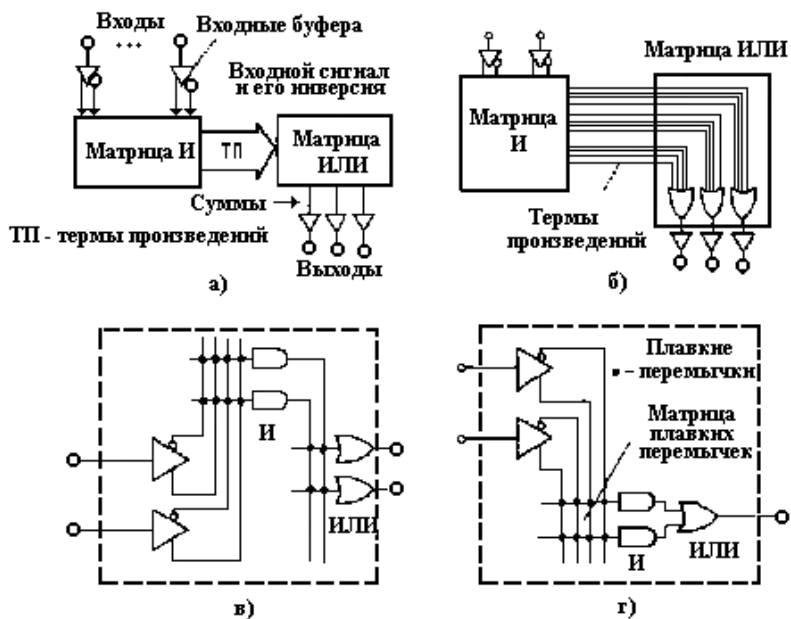 Входы
...
Входные буфера
Входной сигнал
и его инверсия
Матрица И
ТП
Матрица
ИЛИ
Суммы
ТП - термы произведений
Выходы
а)
Матрица ИЛИ
Матрица
И
Термы
произведений
б)
И
ИЛИ
в)
Плавкие
- перемычки
Матрица
плавких
перемычек
И
ИЛИ
г)